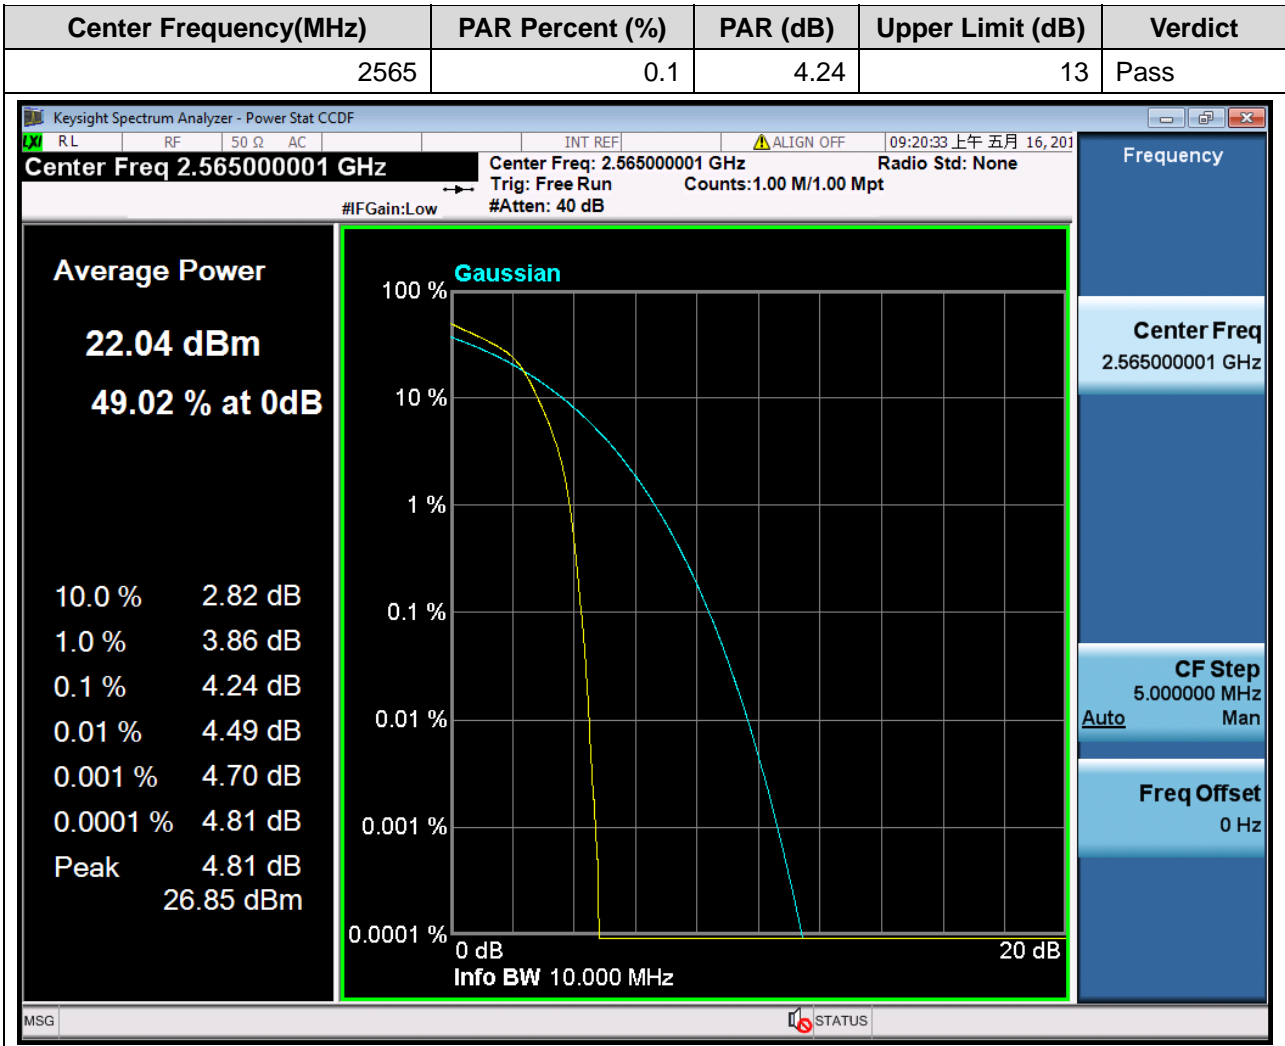 Center Frequency(MHz) PAR Percent (%) PAR (dB) Upper Limit (dB) Verdict
2565 0.1 4.24 13 Pass
Keysight Spectrum Analyzer - Power Stat CCDF
LXI RL RF 50 Ω AC INT REF ALIGN OFF 09:20:33 上午 五月 16, 201
Center Freq 2.565000001 GHz
Center Freq: 2.565000001 GHz Radio Std: None
Trig: Free Run Counts:1.00 M/1.00 Mpt
#IFGain:Low #Atten: 40 dB
Average Power
22.04 dBm
49.02 % at 0dB
10.0 % 2.82 dB
1.0 % 3.86 dB
0.1 % 4.24 dB
0.01 % 4.49 dB
0.001 % 4.70 dB
0.0001 % 4.81 dB
Peak 4.81 dB
26.85 dBm
Gaussian
100 %
10 %
1 %
0.1 %
0.01 %
0.001 %
0.0001 %
0 dB 20 dB
Info BW 10.000 MHz
Frequency
Center Freq
2.565000001 GHz
CF Step
5.000000 MHz
Auto Man
Freq Offset
0 Hz
MSG STATUS